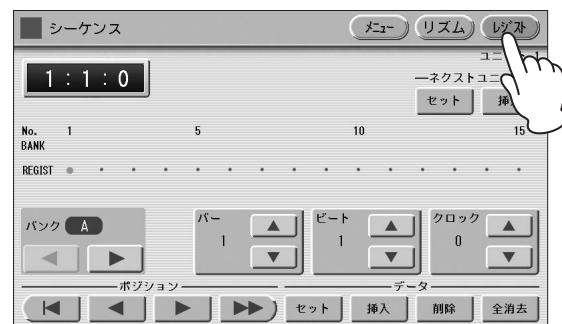 シーケンス メニュー リズム レジスト
1:1:0
ネクストユニ
セット 挿
No. 1 5 10 15
BANK
REGIST
バンク A バー 1 ビート 1 クロック 0
ポジション データ
セット 挿入 削除 全消去